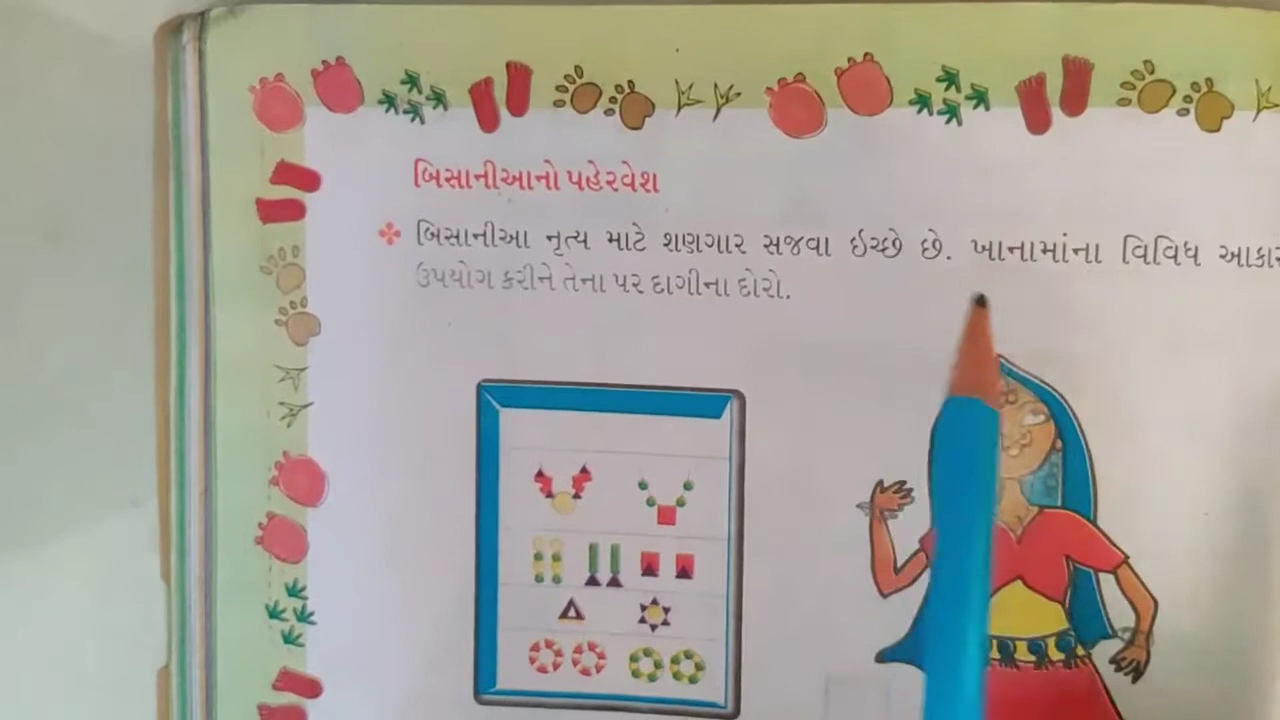 બિસાનીઆનો પહેરવેશ
બિસાનીઆ નૃત્ય માટે શણગાર સજવા ઇચ્છે છે. ખાનામાંના વિવિધ
ઉપયોગ કરીને તેના પર દાગીના દોરો.